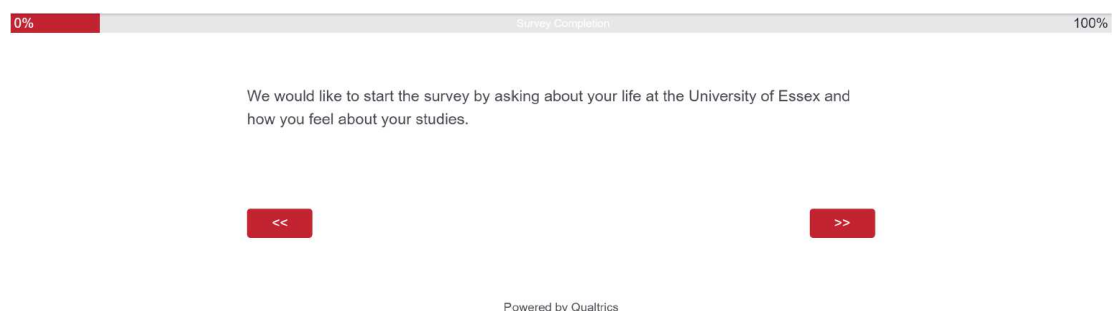 0% Survey Completion 100%
We would like to start the survey by asking about your life at the University of Essex and
how you feel about your studies.
<< >>
Powered by Qualtrics